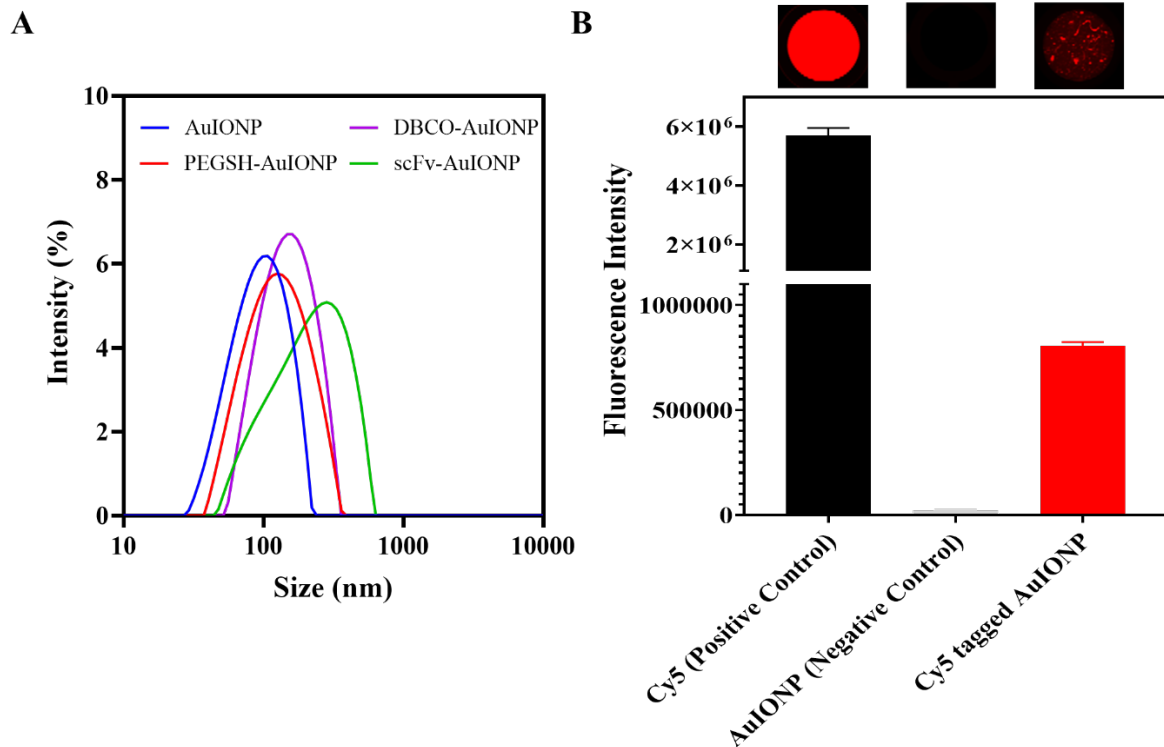 A
10
8
6
4
2
0
Intensity (%)
AuIONP
DBCO-AuIONP
PEGSH-AuIONP
scFv-AuIONP
10
100
1000
10000
Size (nm)
B
6×10⁶
4×10⁶
2×10⁶
1000000
500000
0
Fluorescence Intensity
Cy5 (Positive Control)
AuIONP (Negative Control)
Cy5 tagged AuIONP